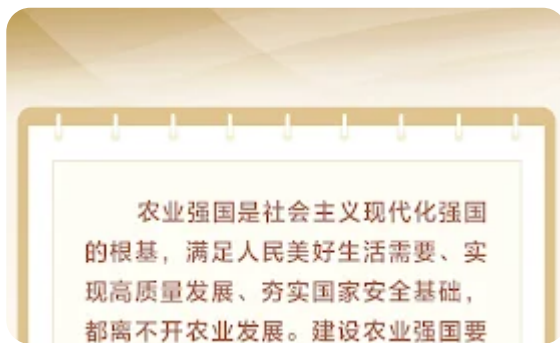 农业强国是社会主义现代化强国
的根基，满足人民美好生活需要、实
现高质量发展、夯实国家安全基础，
都离不开农业发展。建设农业强国要